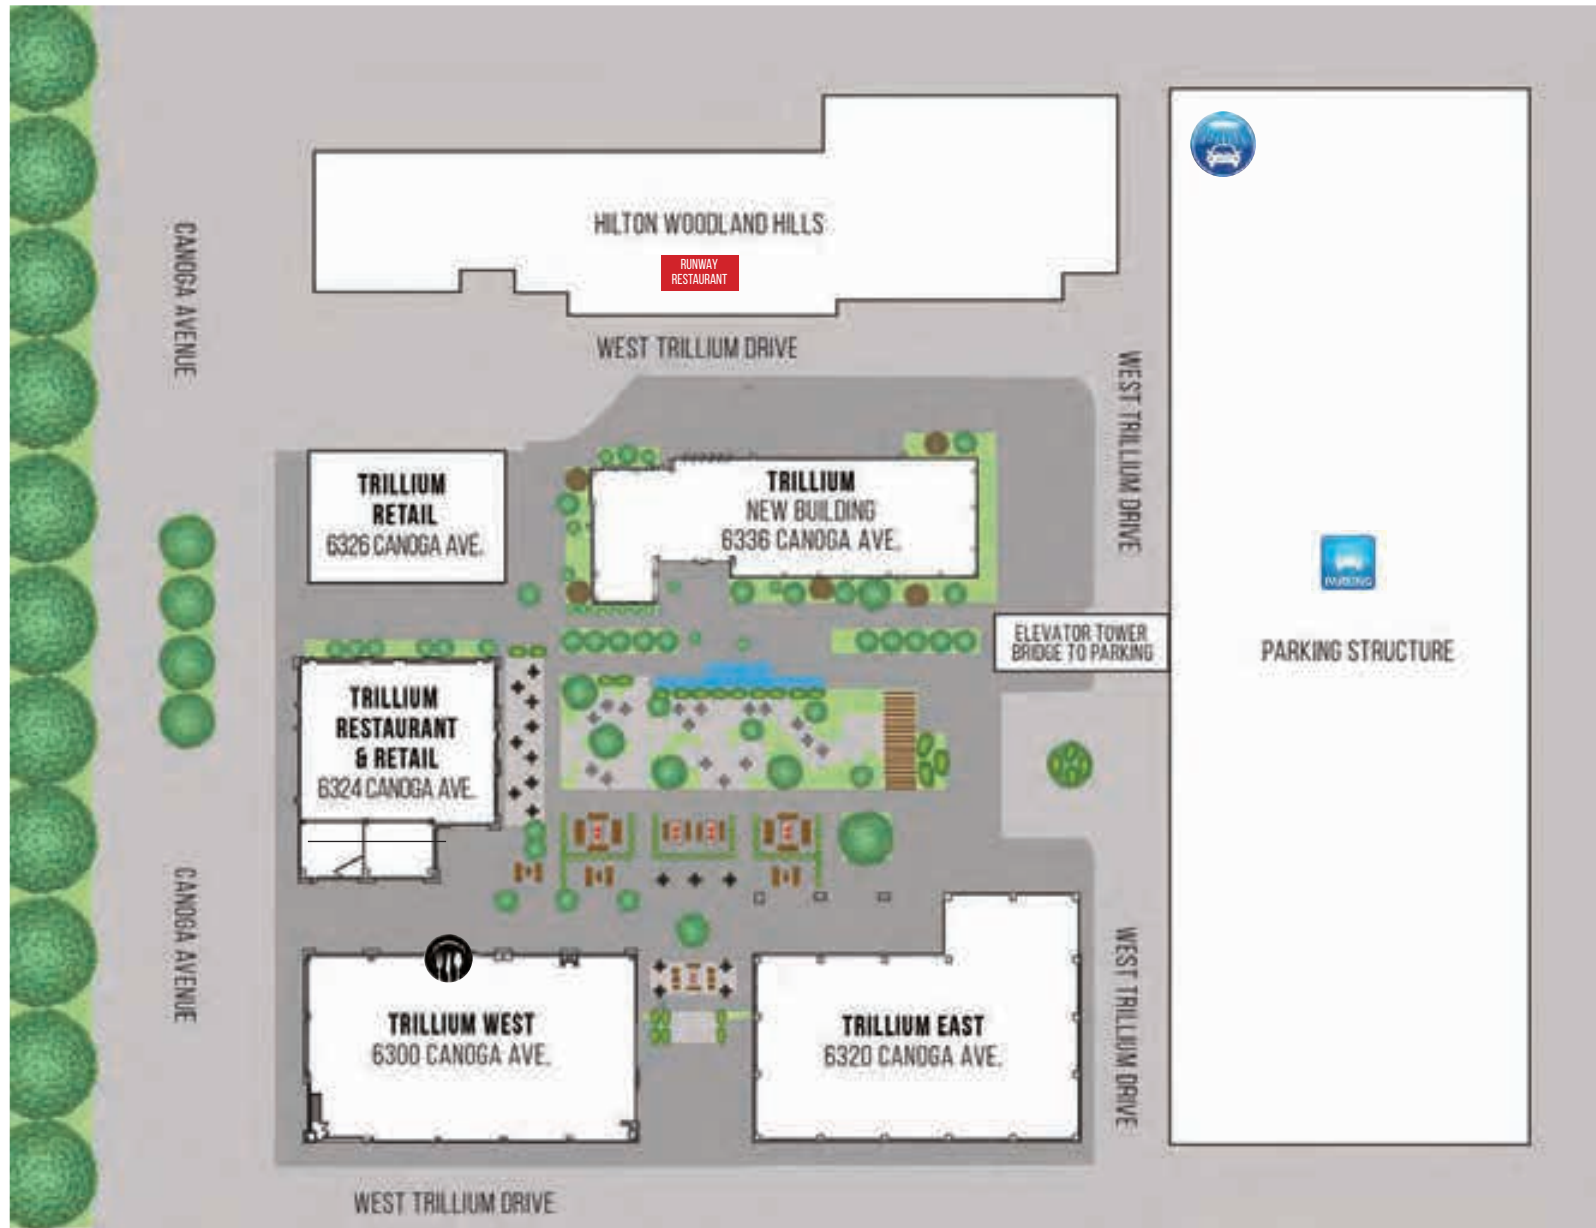 CANOGA AVENUE
HILTON WOODLAND HILLS
RUNWAY
RESTAURANT
WEST TRILLIUM DRIVE
WEST TRILLIUM DRIVE
TRILLIUM
RETAIL
6326 CANOGA AVE.
TRILLIUM
NEW BUILDING
6336 CANOGA AVE.
PARKING
ELEVATOR TOWER
BRIDGE TO PARKING
PARKING STRUCTURE
TRILLIUM
RESTAURANT
& RETAIL
6324 CANOGA AVE.
CANOGA AVENUE
TRILLIUM WEST
6300 CANOGA AVE.
TRILLIUM EAST
6320 CANOGA AVE.
WEST TRILLIUM DRIVE
WEST TRILLIUM DRIVE